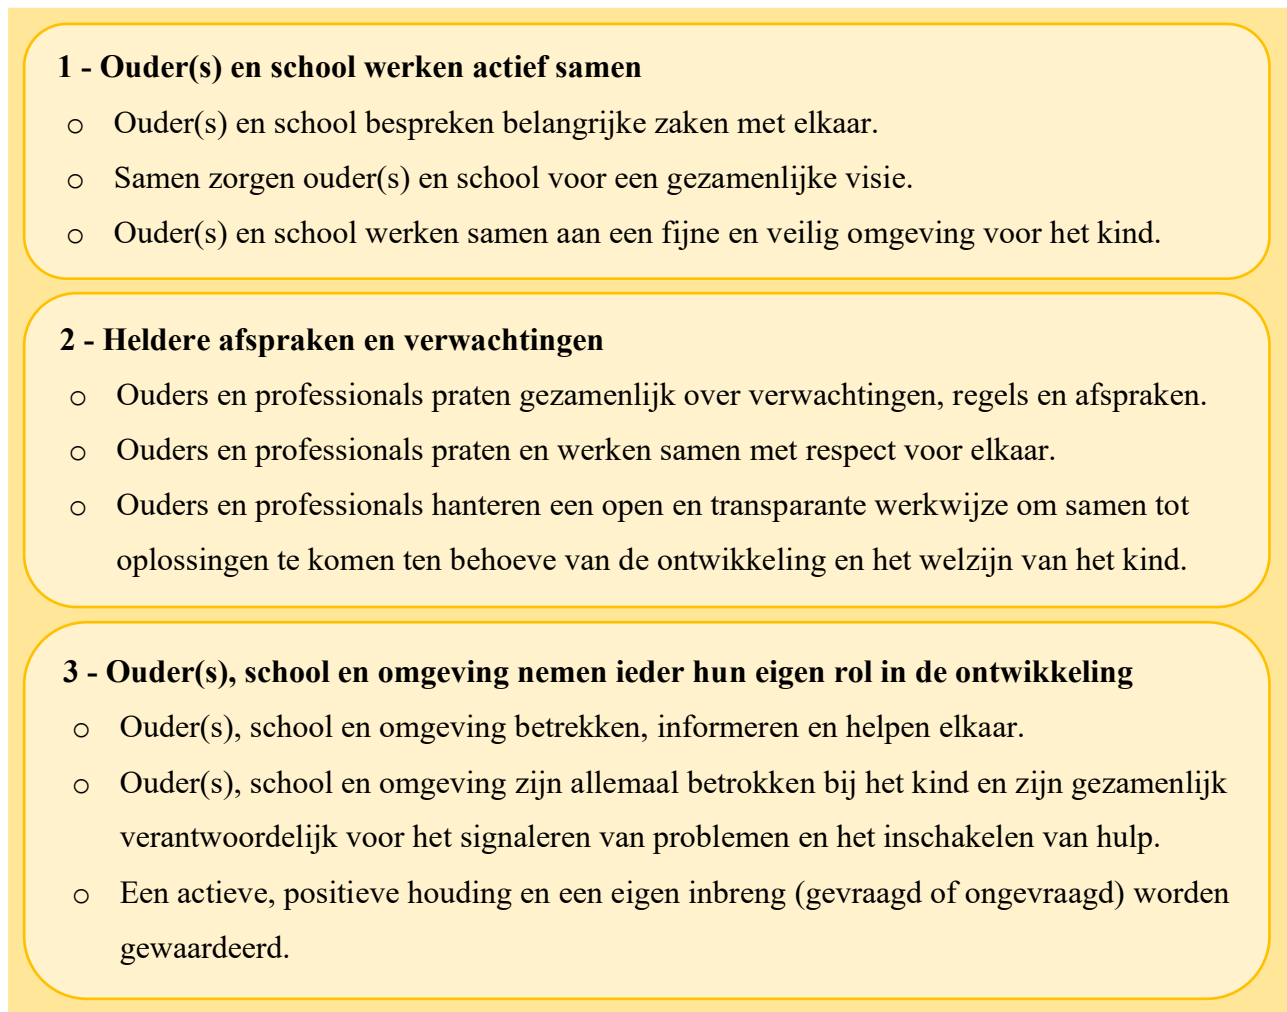 1 - Ouder(s) en school werken actief samen
o Ouder(s) en school bespreken belangrijke zaken met elkaar.
o Samen zorgen ouder(s) en school voor een gezamenlijke visie.
o Ouder(s) en school werken samen aan een fijne en veilig omgeving voor het kind.
2 - Heldere afspraken en verwachtingen
o Ouders en professionals praten gezamenlijk over verwachtingen, regels en afspraken.
o Ouders en professionals praten en werken samen met respect voor elkaar.
o Ouders en professionals hanteren een open en transparante werkwijze om samen tot
oplossingen te komen ten behoeve van de ontwikkeling en het welzijn van het kind.
3 - Ouder(s), school en omgeving nemen ieder hun eigen rol in de ontwikkeling
o Ouder(s), school en omgeving betrekken, informeren en helpen elkaar.
o Ouder(s), school en omgeving zijn allemaal betrokken bij het kind en zijn gezamenlijk
verantwoordelijk voor het signaleren van problemen en het inschakelen van hulp.
o Een actieve, positieve houding en een eigen inbreng (gevraagd of ongevraagd) worden
gewaardeerd.